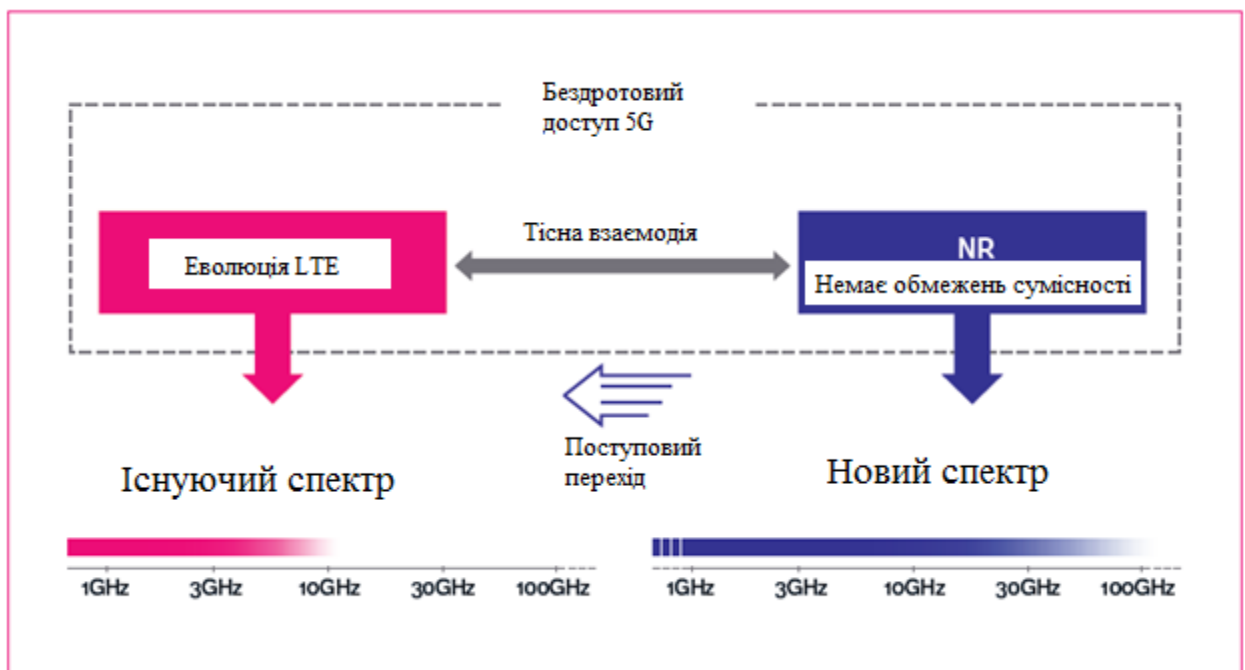 Бездротовий
доступ 5G
Тісна взаємодія
Еволюція LTE
NR
Немає обмежень сумісності
Поступовий
перехід
Існуючий спектр
Новий спектр
1GHz 3GHz 10GHz 30GHz 100GHz
1GHz 3GHz 10GHz 30GHz 100GHz